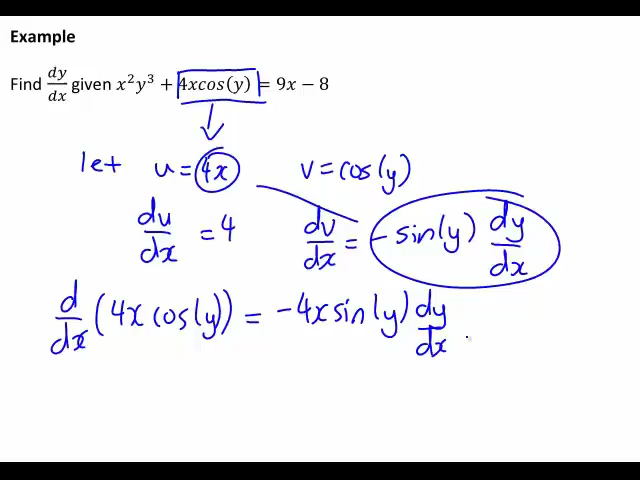 Example
Find dy/dx given x²y³ + 4xcos(y) = 9x − 8
let u = 4x v = cos(y)
du/dx = 4 dv/dx = -sin(y) dy/dx
d/dx (4x cos(y)) = -4x sin(y) dy/dx